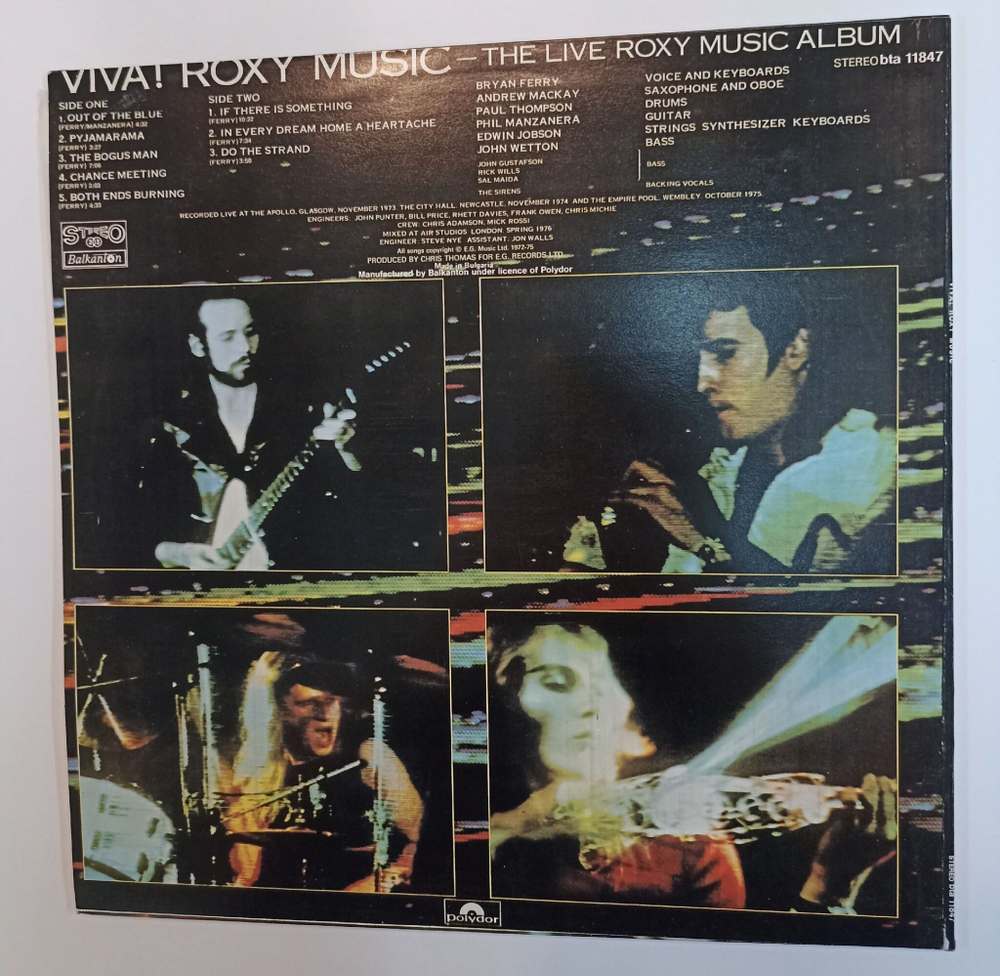 VIVA! ROXY MUSIC – THE LIVE ROXY MUSIC ALBUM
STEREO bta 11847
SIDE ONE
1. OUT OF THE BLUE
(FERRY/MANZANERA) 4:32
2. PYJAMARAMA
(FERRY) 3:27
3. THE BOGUS MAN
(FERRY) 7:06
4. CHANCE MEETING
(FERRY) 3:03
5. BOTH ENDS BURNING
(FERRY) 4:33
SIDE TWO
1. IF THERE IS SOMETHING
(FERRY) 10:22
2. IN EVERY DREAM HOME A HEARTACHE
(FERRY) 7:34
3. DO THE STRAND
(FERRY) 3:50
BRYAN FERRY VOICE AND KEYBOARDS
ANDREW MACKAY SAXOPHONE AND OBOE
PAUL THOMPSON DRUMS
PHIL MANZANERA GUITAR
EDWIN JOBSON STRINGS SYNTHESIZER KEYBOARDS
JOHN WETTON BASS
JOHN GUSTAFSON
RICK WILLS BASS
SAL MAIDA
THE SIRENS BACKING VOCALS
RECORDED LIVE AT THE APOLLO, GLASGOW, NOVEMBER 1973. THE CITY HALL, NEWCASTLE, NOVEMBER 1974 AND THE EMPIRE POOL, WEMBLEY, OCTOBER 1975.
ENGINEERS: JOHN PUNTER, BILL PRICE, RHETT DAVIES, FRANK OWEN, CHRIS MICHIE
CREW: CHRIS ADAMSON, MICK ROSSI
MIXED AT AIR STUDIOS LONDON SPRING 1976
ENGINEER: STEVE NYE ASSISTANT: JON WALLS
All songs copyright © E.G. Music Ltd. 1972-75
PRODUCED BY CHRIS THOMAS FOR E.G. RECORDS LTD
Made in Bulgaria
Manufactured by Balkanton under licence of Polydor
STEREO
Balkanton
VIVA! ROXY MUSIC
STEREO bta 11847
polydor